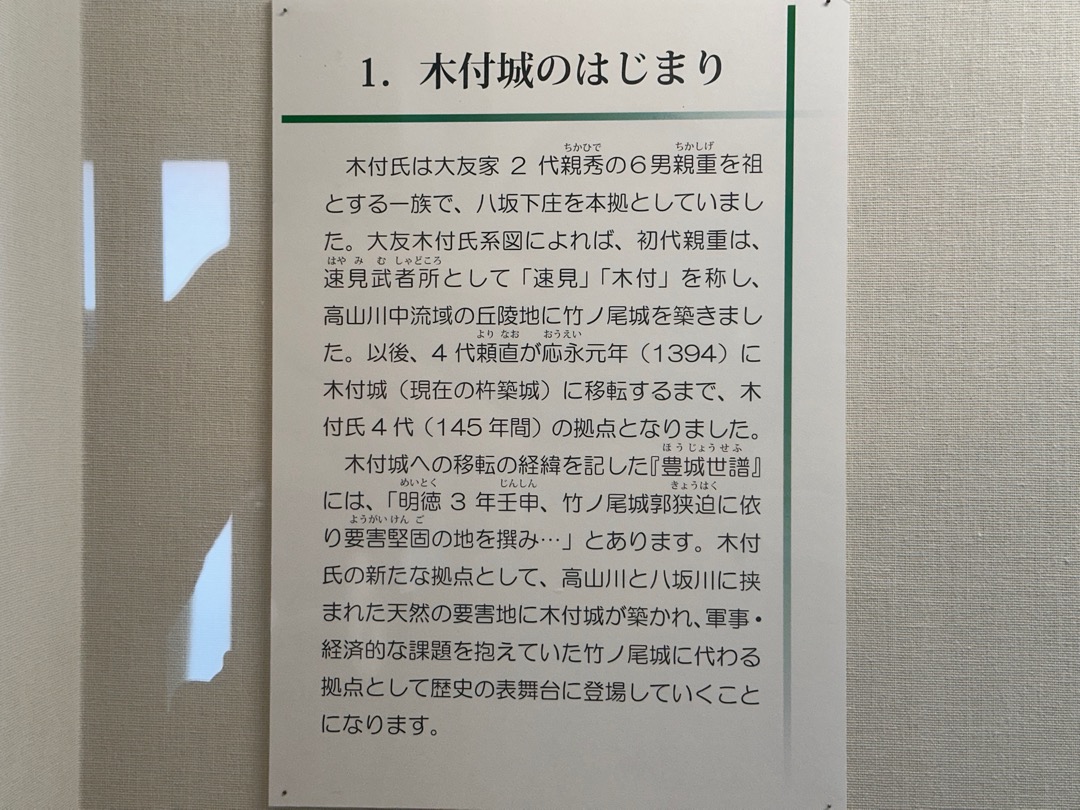 1. 木付城のはじまり
ちかひで ちかしげ
木付氏は大友家 2 代親秀の6男親重を祖
とする一族で、八坂下庄を本拠としていまし
た。大友木付氏系図によれば、初代親重は、
はや み む しゃどころ
速見武者所として「速見」「木付」を称し、
高山川中流域の丘陵地に竹ノ尾城を築きまし
より なお おうえい
た。以後、4 代頼直が応永元年（1394）に
木付城（現在の杵築城）に移転するまで、木
付氏4代（145 年間）の拠点となりました。
ほうじょうせふ
木付城への移転の経緯を記した『豊城世譜』
めいとく じんしん きょうはく
には、「明徳 3 年壬申、竹ノ尾城郭狭迫に依
ようがいけん ご
り要害堅固の地を撰み…」とあります。木付
氏の新たな拠点として、高山川と八坂川に挟
まれた天然の要害地に木付城が築かれ、軍事・
経済的な課題を抱えていた竹ノ尾城に代わる
拠点として歴史の表舞台に登場していくこと
になります。